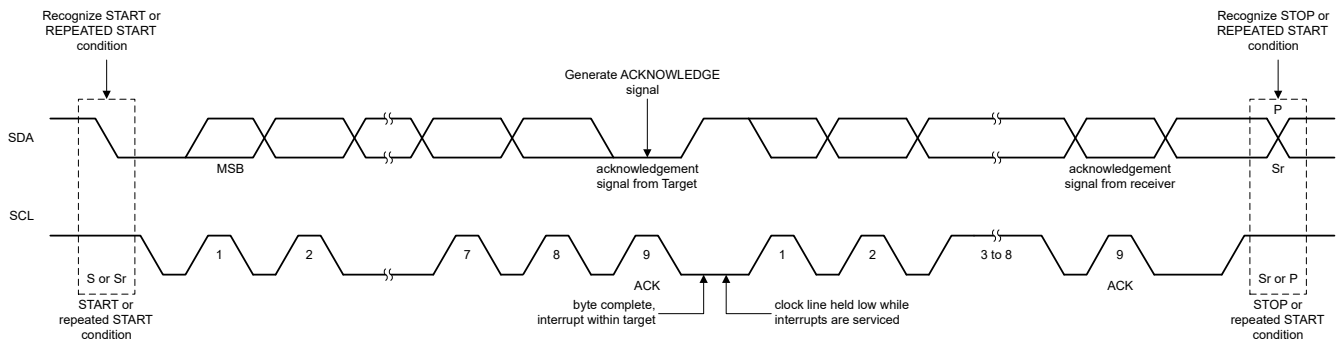 Recognize START or
REPEATED START
condition
Recognize STOP or
REPEATED START
condition
Generate ACKNOWLEDGE
signal
P
SDA
MSB
acknowledgement
signal from Target
acknowledgement
signal from receiver
Sr
SCL
1
2
7
8
9
1
2
3 to 8
9
S or Sr
ACK
ACK
Sr or P
START or
repeated START
condition
byte complete,
interrupt within target
clock line held low while
interrupts are serviced
STOP or
repeated START
condition